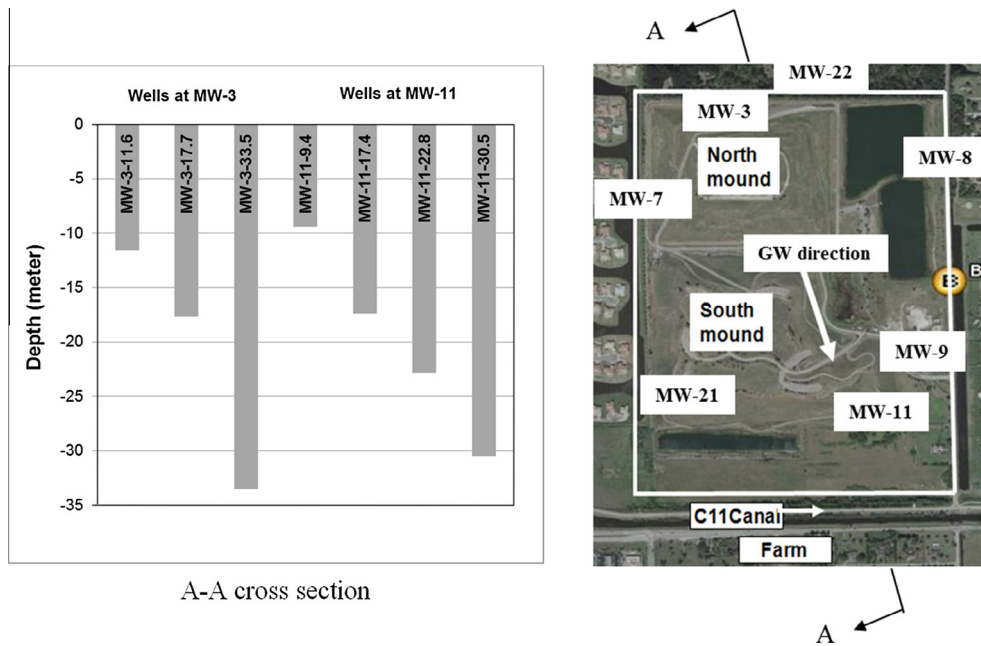 Wells at MW-3
Wells at MW-11
Depth (meter)
0
-5
-10
-15
-20
-25
-30
-35
MW-3-11.6
MW-3-17.7
MW-3-33.5
MW-11-9.4
MW-11-17.4
MW-11-22.8
MW-11-30.5
A-A cross section
A
MW-22
MW-3
North
mound
MW-8
MW-7
GW direction
B
South
mound
MW-9
MW-21
MW-11
C11Canal
Farm
A